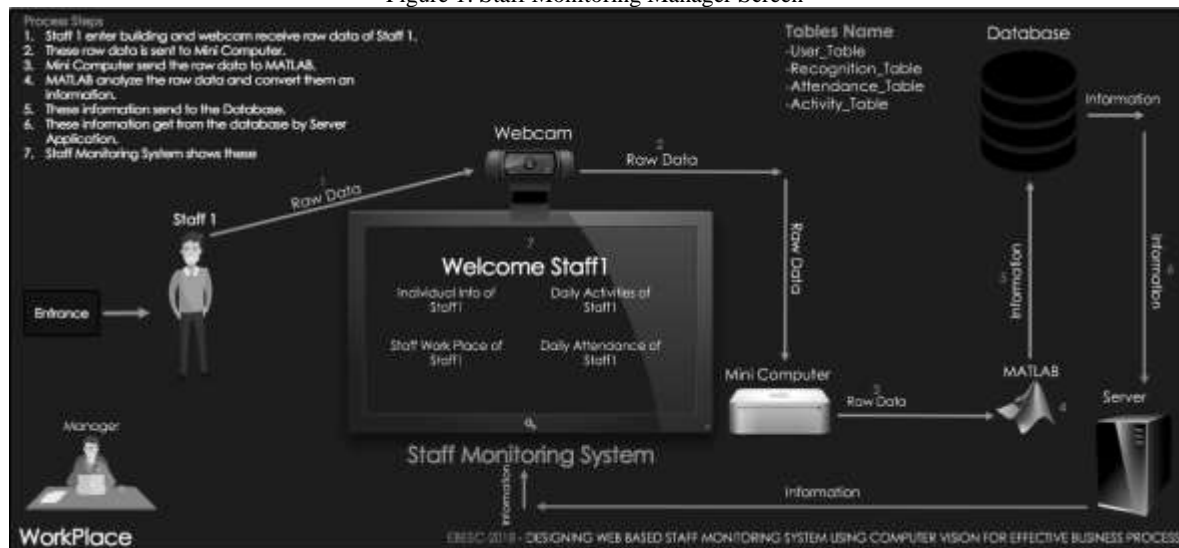 Figure 1. Staff Monitoring Manager Screen
Process Steps
1. Staff 1 enter building and webcam receive raw data of Staff 1.
2. These raw data is sent to Mini Computer.
3. Mini Computer send the raw data to MATLAB.
4. MATLAB analyze the raw data and convert them an
information.
5. These information send to the Database.
6. These information get from the database by Server
Application.
7. Staff Monitoring System shows these
Tables Name
-User_Table
-Recognition_Table
-Attendance_Table
-Activity_Table
Database
Information
Webcam
2
Raw Data
1
Raw Data
Staff 1
Entrance
7
Welcome Staff1
Individual Info of
Staff1
Daily Activities of
Staff1
Staff Work Place of
Staff1
Daily Attendance of
Staff1
Raw Data
5
Information
6
Information
Mini Computer
3
Raw Data
MATLAB
4
Server
Manager
Staff Monitoring System
Information
Information
WorkPlace
EBESC-2018 - DESIGNING WEB BASED STAFF MONITORING SYSTEM USING COMPUTER VISION FOR EFFECTIVE BUSINESS PROCESS